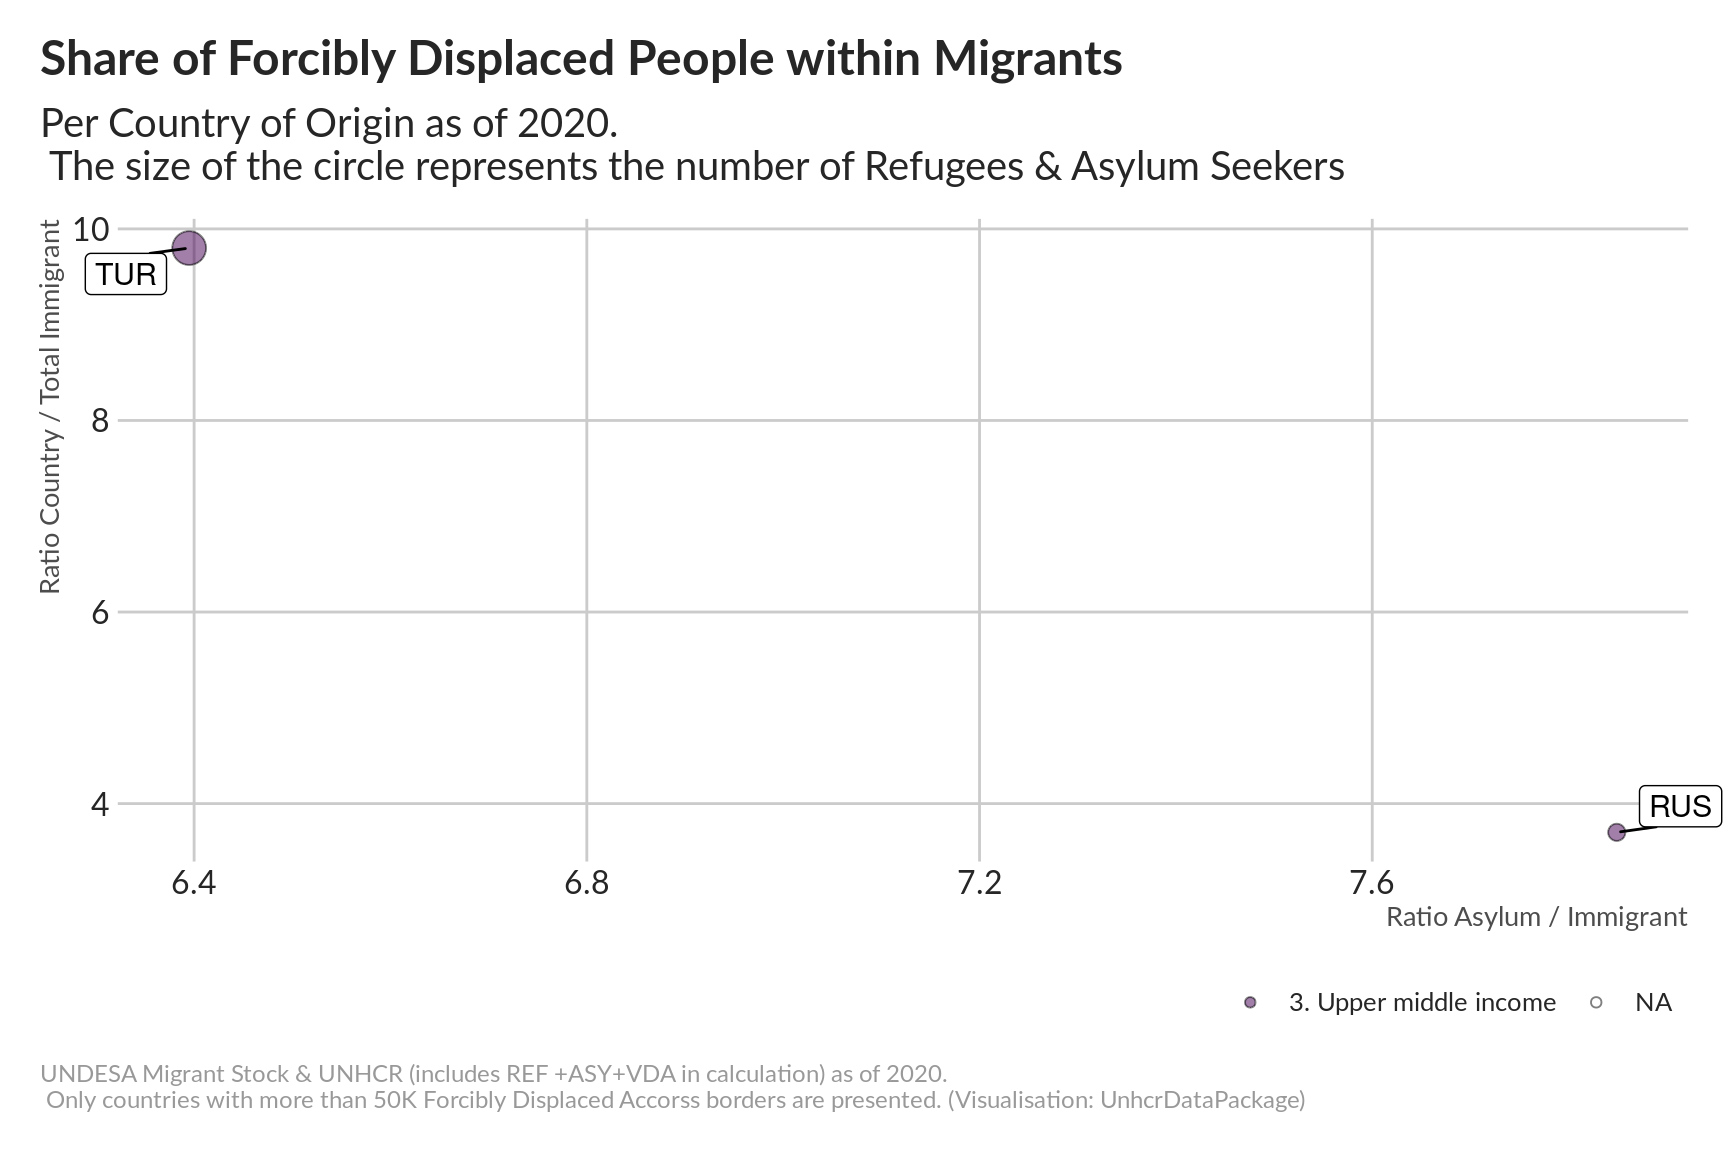 Share of Forcibly Displaced People within Migrants
Per Country of Origin as of 2020.
The size of the circle represents the number of Refugees & Asylum Seekers
Ratio Country / Total Immigrant
10
8
6
4
TUR
RUS
6.4
6.8
7.2
7.6
Ratio Asylum / Immigrant
3. Upper middle income
NA
UNDESA Migrant Stock & UNHCR (includes REF +ASY+VDA in calculation) as of 2020.
Only countries with more than 50K Forcibly Displaced Accorss borders are presented. (Visualisation: UnhcrDataPackage)